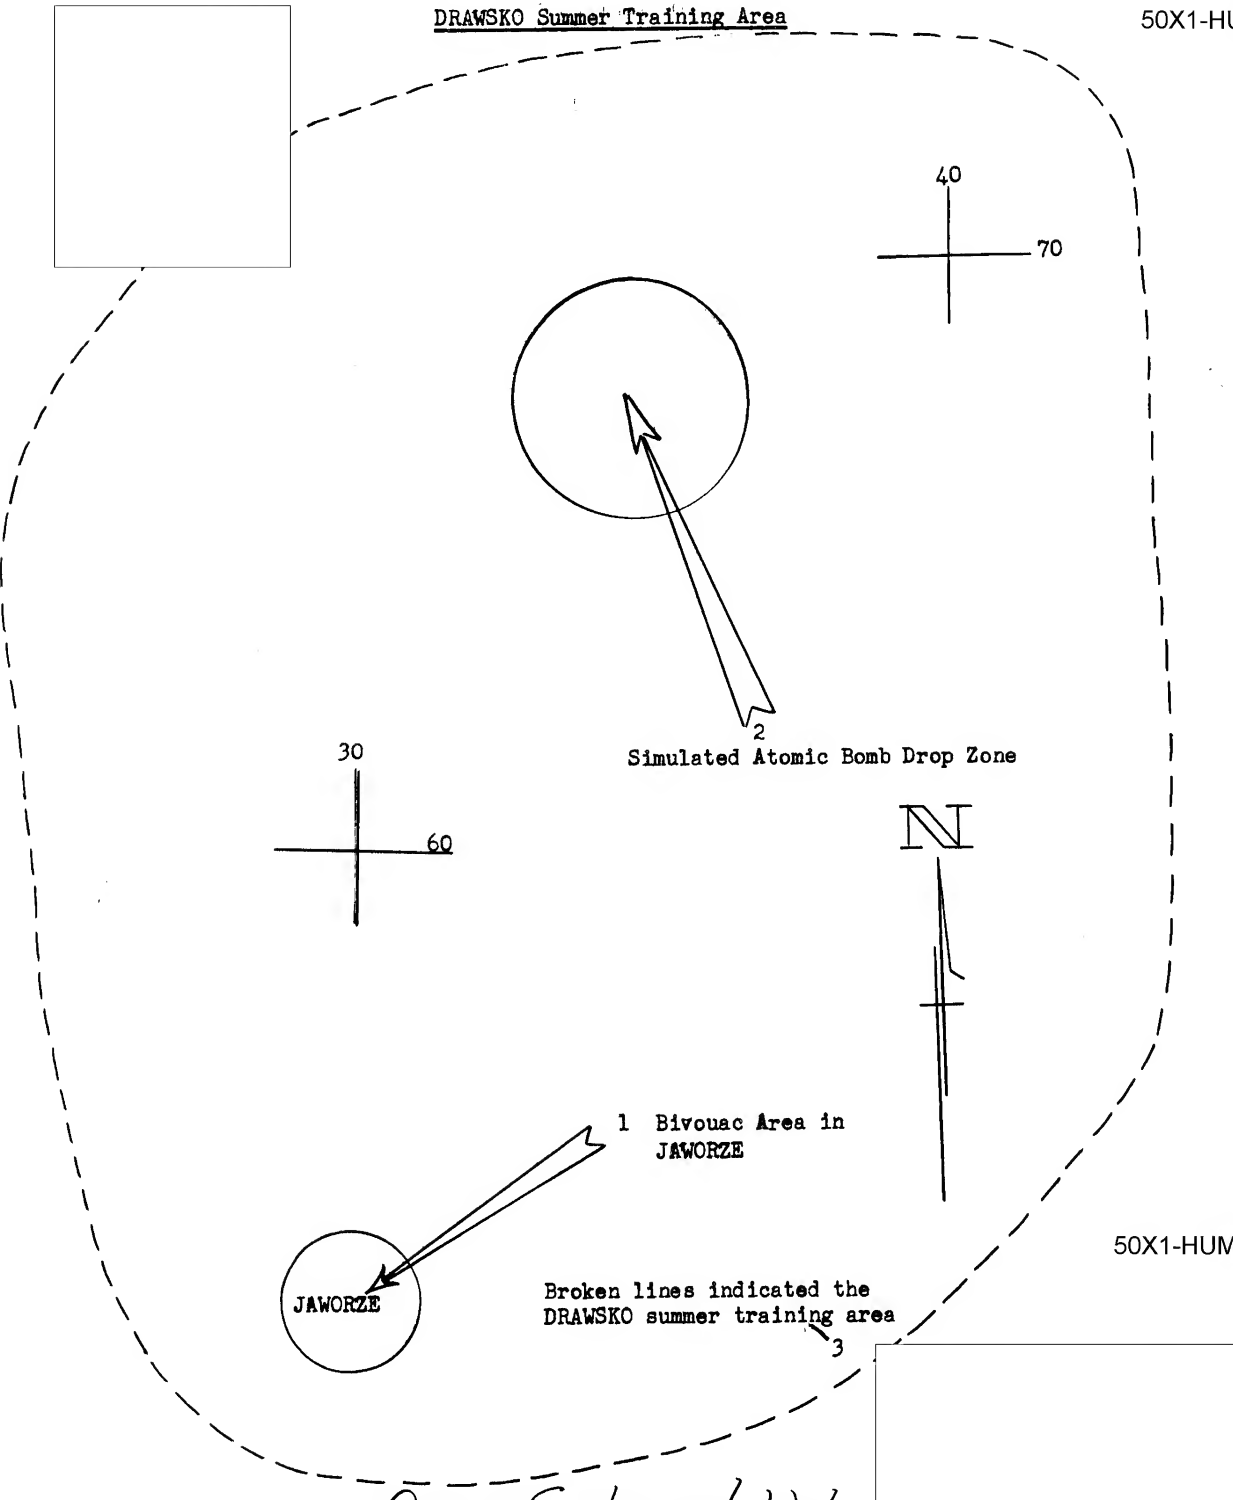 DRAWSKO Summer Training Area
50X1-HU
40
70
2
Simulated Atomic Bomb Drop Zone
30
60
N
1 Bivouac Area in
JAWORZE
50X1-HUM
JAWORZE
Broken lines indicated the
DRAWSKO summer training area
3